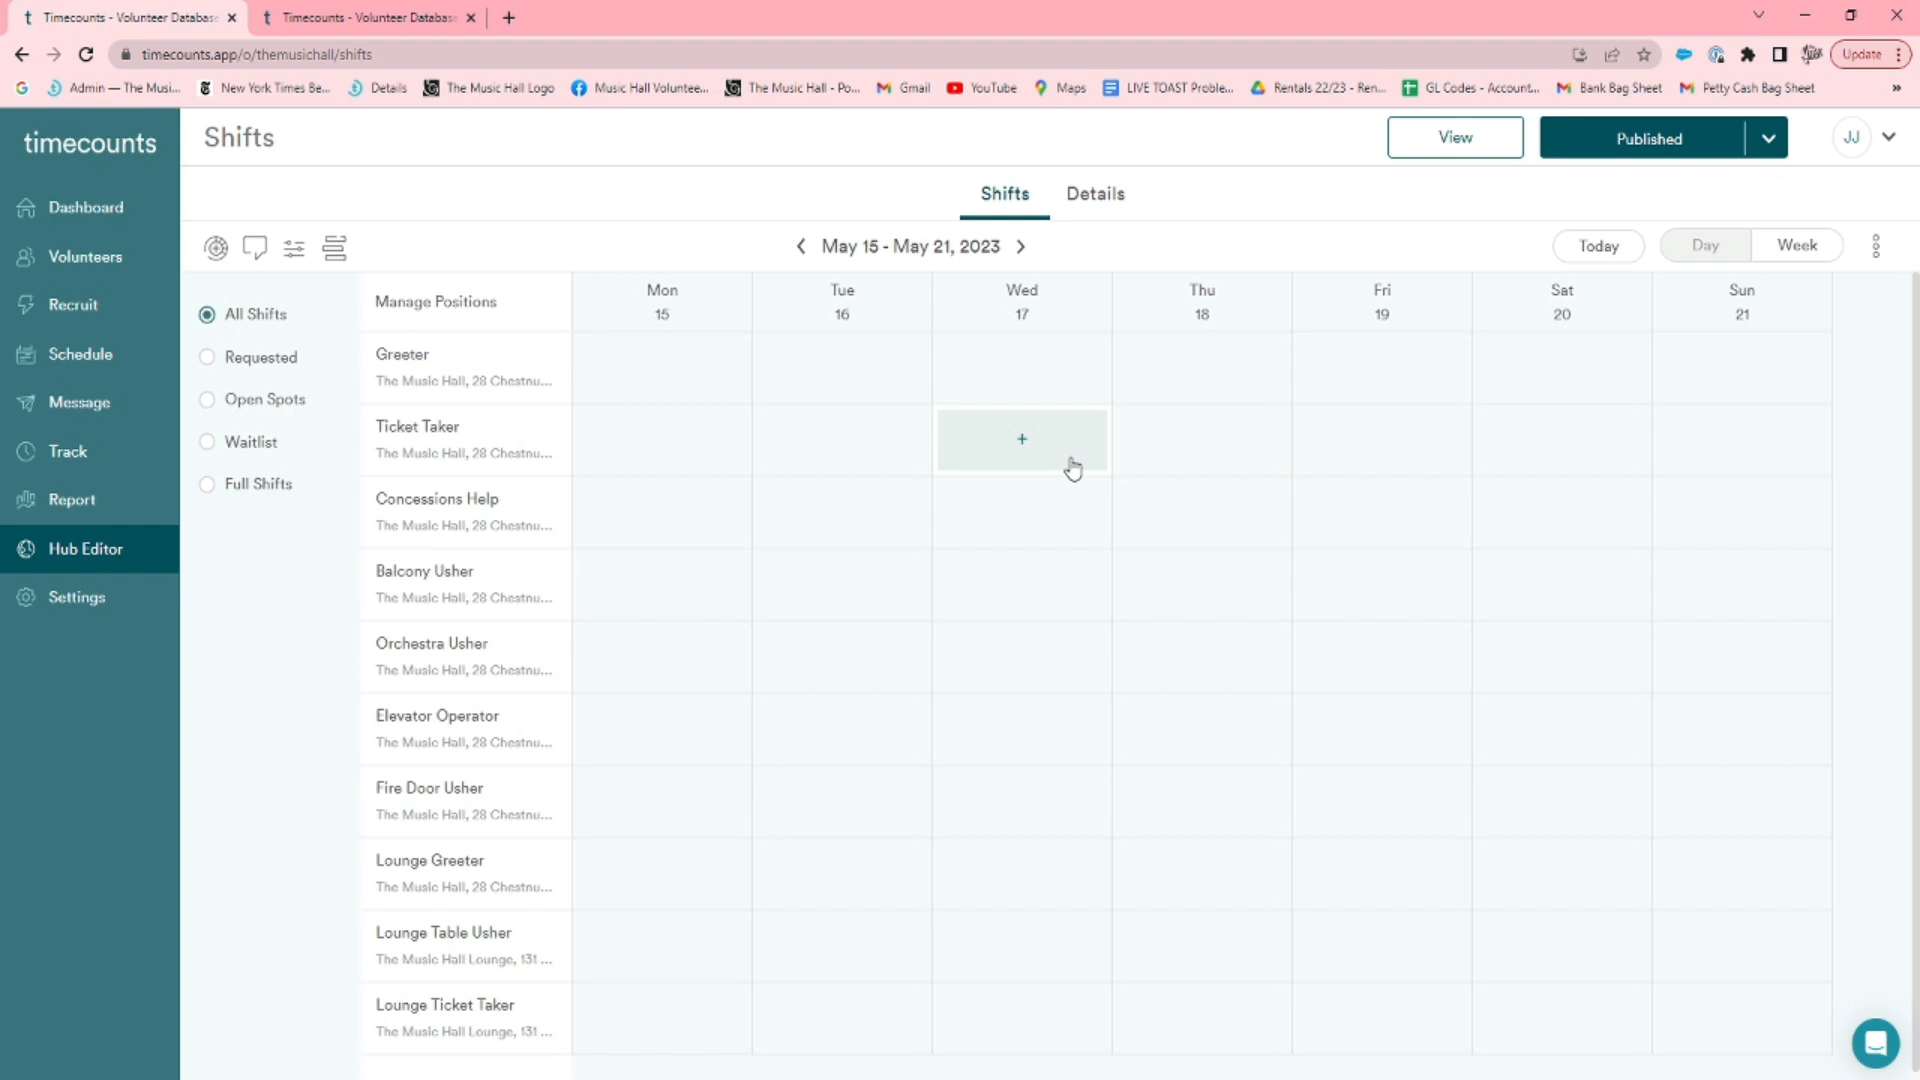 Timecounts - Volunteer Databas
Timecounts - Volunteer Databas
timecounts.app/o/themusichall/shifts
Update
Admin — The Musi...
New York Times Be...
Details
The Music Hall Logo
Music Hall Voluntee...
The Music Hall - Po...
Gmail
YouTube
Maps
LIVE TOAST Proble...
Rentals 22/23 - Ren...
GL Codes - Account...
Bank Bag Sheet
Petty Cash Bag Sheet
»
timecounts
Shifts
View
Published
JJ
Dashboard
Volunteers
Recruit
Schedule
Message
Track
Report
Hub Editor
Settings
Shifts
Details
May 15 - May 21, 2023
Today
Day
Week
All Shifts
Requested
Open Spots
Waitlist
Full Shifts
Manage Positions
Mon
15
Tue
16
Wed
17
Thu
18
Fri
19
Sat
20
Sun
21
Greeter
The Music Hall, 28 Chestnu...
Ticket Taker
The Music Hall, 28 Chestnu...
+
Concessions Help
The Music Hall, 28 Chestnu...
Balcony Usher
The Music Hall, 28 Chestnu...
Orchestra Usher
The Music Hall, 28 Chestnu...
Elevator Operator
The Music Hall, 28 Chestnu...
Fire Door Usher
The Music Hall, 28 Chestnu...
Lounge Greeter
The Music Hall, 28 Chestnu...
Lounge Table Usher
The Music Hall Lounge, 131 ...
Lounge Ticket Taker
The Music Hall Lounge, 131 ...